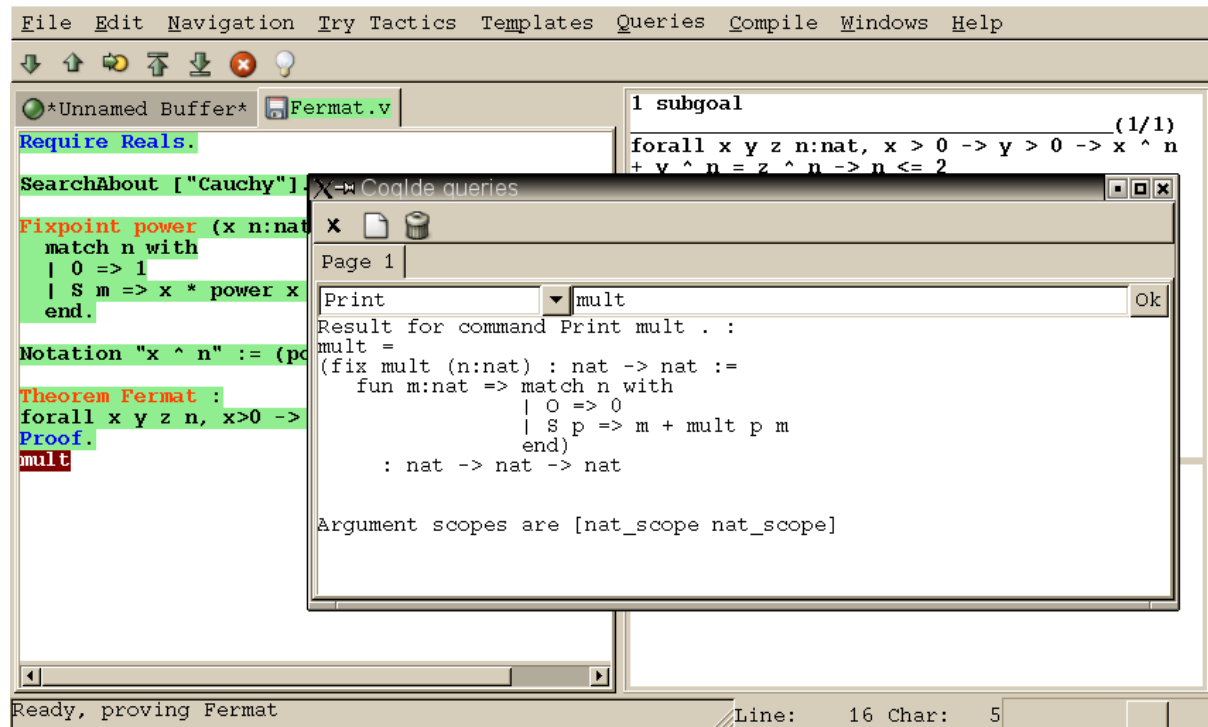 File Edit Navigation Try Tactics Templates Queries Compile Windows Help
*Unnamed Buffer* Fermat.v
Require Reals.
SearchAbout ["Cauchy"].
Fixpoint power (x n:nat
match n with
| O => 1
| S m => x * power x
end.
Notation "x ^ n" := (po
Theorem Fermat :
forall x y z n, x>0 ->
Proof.
mult
1 subgoal
(1/1)
forall x y z n:nat, x > 0 -> y > 0 -> x ^ n
+ y ^ n = z ^ n -> n <= 2
CoqIde queries
Page 1
Print mult Ok
Result for command Print mult . :
mult =
(fix mult (n:nat) : nat -> nat :=
fun m:nat => match n with
| O => 0
| S p => m + mult p m
end)
: nat -> nat -> nat
Argument scopes are [nat_scope nat_scope]
Ready, proving Fermat
Line: 16 Char: 5